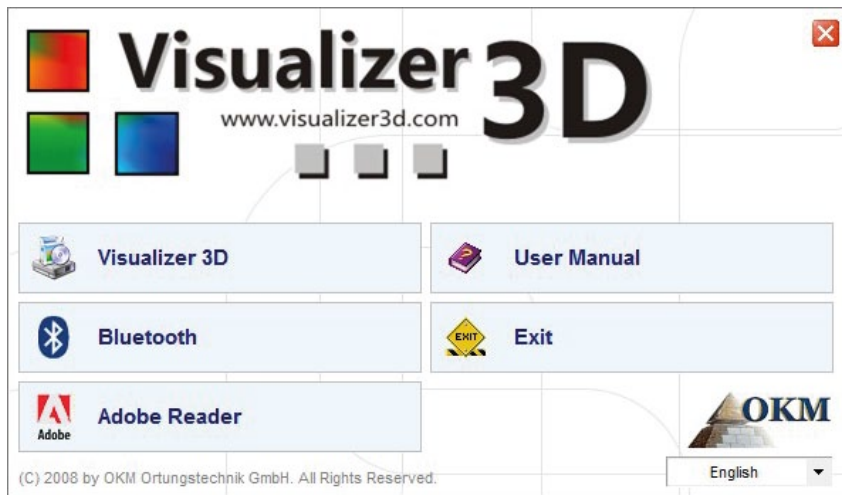 Visualizer 3D
www.visualizer3d.com
Visualizer 3D
User Manual
Bluetooth
EXIT
Exit
Adobe
Adobe Reader
OKM
(C) 2008 by OKM Ortungstechnik GmbH. All Rights Reserved.
English